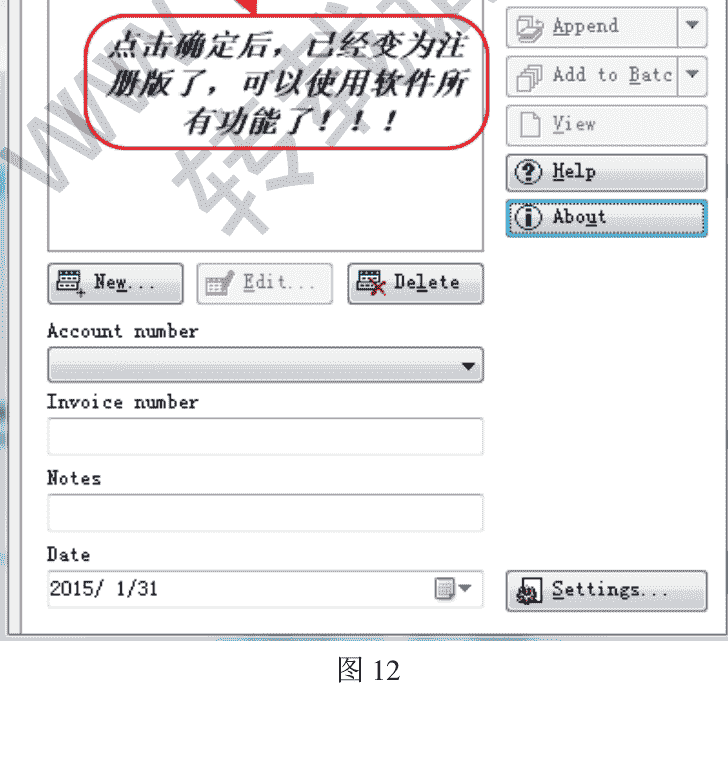 点击确定后，已经变为注
册版了，可以使用软件所
有功能了！！！
Append
Add to Batc
View
Help
About
New...
Edit...
Delete
Account number
Invoice number
Notes
Date
2015/ 1/31
Settings...
图 12